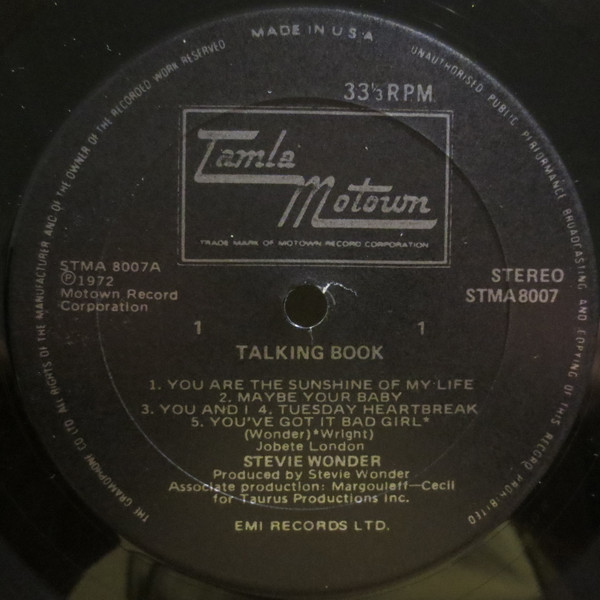 MADE IN U.S.A
THE GRAMOPHONE CO LTD. ALL RIGHTS OF THE MANUFACTURER AND OF THE OWNER OF THE RECORDED WORK RESERVED
UNAUTHORISED PUBLIC PERFORMANCE BROADCASTING AND COPYING OF THIS RECORD PROHIBITED
33⅓ RPM
Tamla
Motown
TRADE MARK OF MOTOWN RECORD CORPORATION
STMA 8007A
℗1972
Motown Record
Corporation
STEREO
STMA8007
1 1
TALKING BOOK
1. YOU ARE THE SUNSHINE OF MY LIFE
2. MAYBE YOUR BABY
3. YOU AND I 4. TUESDAY HEARTBREAK
5. YOU'VE GOT IT BAD GIRL*
(Wonder)*Wright)
Jobete London
STEVIE WONDER
Produced by Stevie Wonder
Associate production: Margouleff—Cecil
for Taurus Productions Inc.
EMI RECORDS LTD.